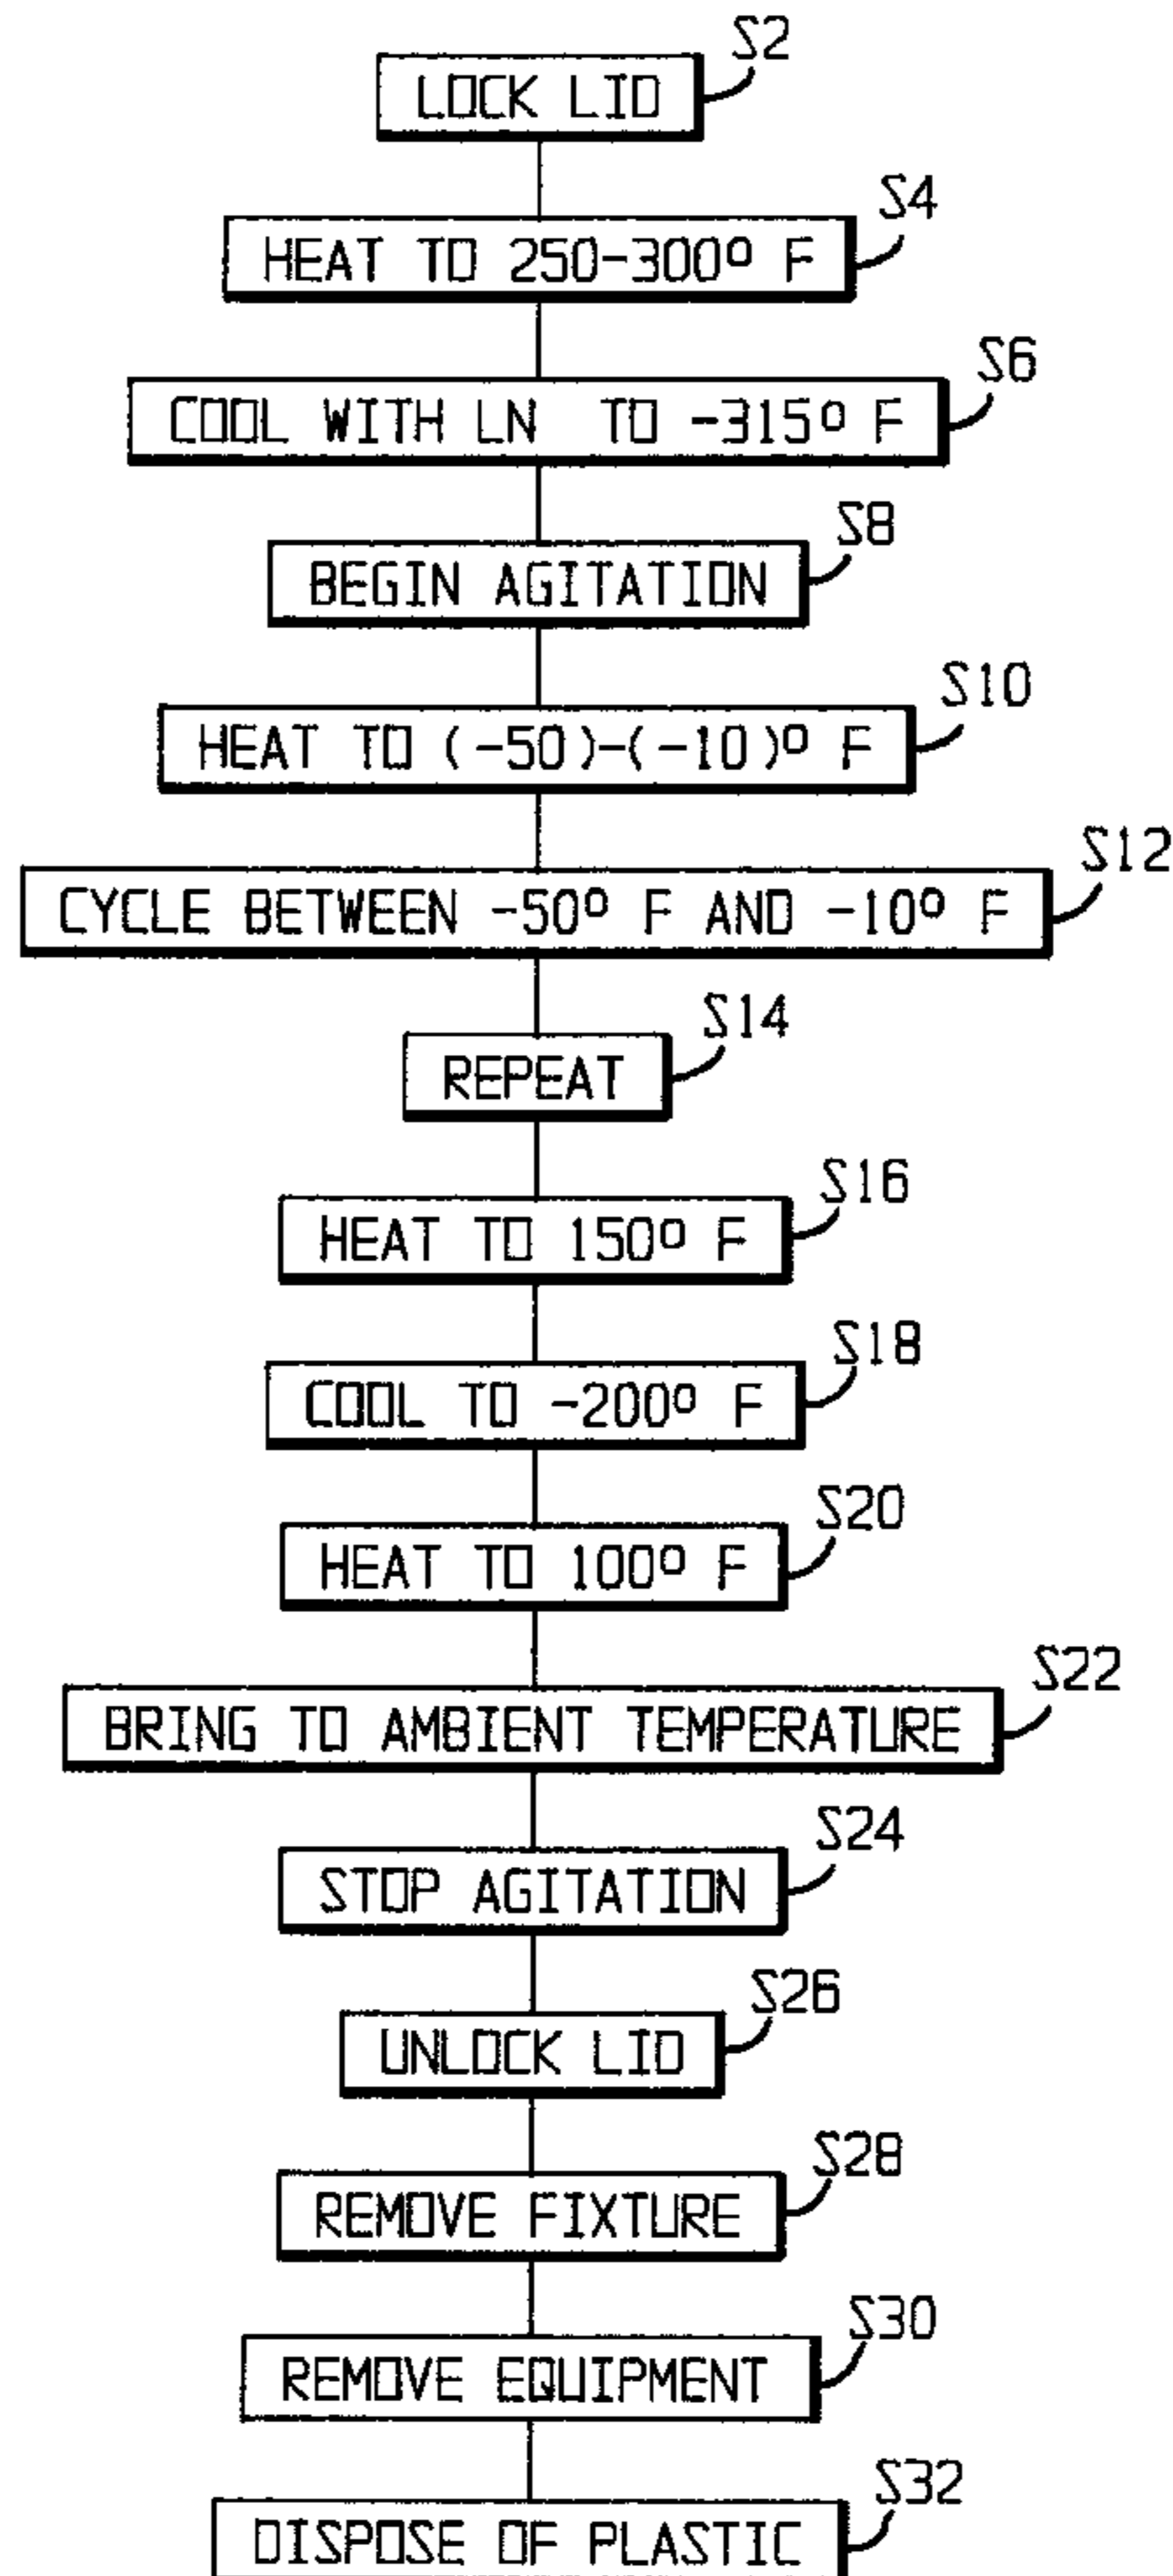 S2
LOCK LID
S4
HEAT TO 250-300° F
S6
COOL WITH LN TO -315° F
S8
BEGIN AGITATION
S10
HEAT TO (-50)-(-10)° F
S12
CYCLE BETWEEN -50° F AND -10° F
S14
REPEAT
S16
HEAT TO 150° F
S18
COOL TO -200° F
S20
HEAT TO 100° F
S22
BRING TO AMBIENT TEMPERATURE
S24
STOP AGITATION
S26
UNLOCK LID
S28
REMOVE FIXTURE
S30
REMOVE EQUIPMENT
S32
DISPOSE OF PLASTIC